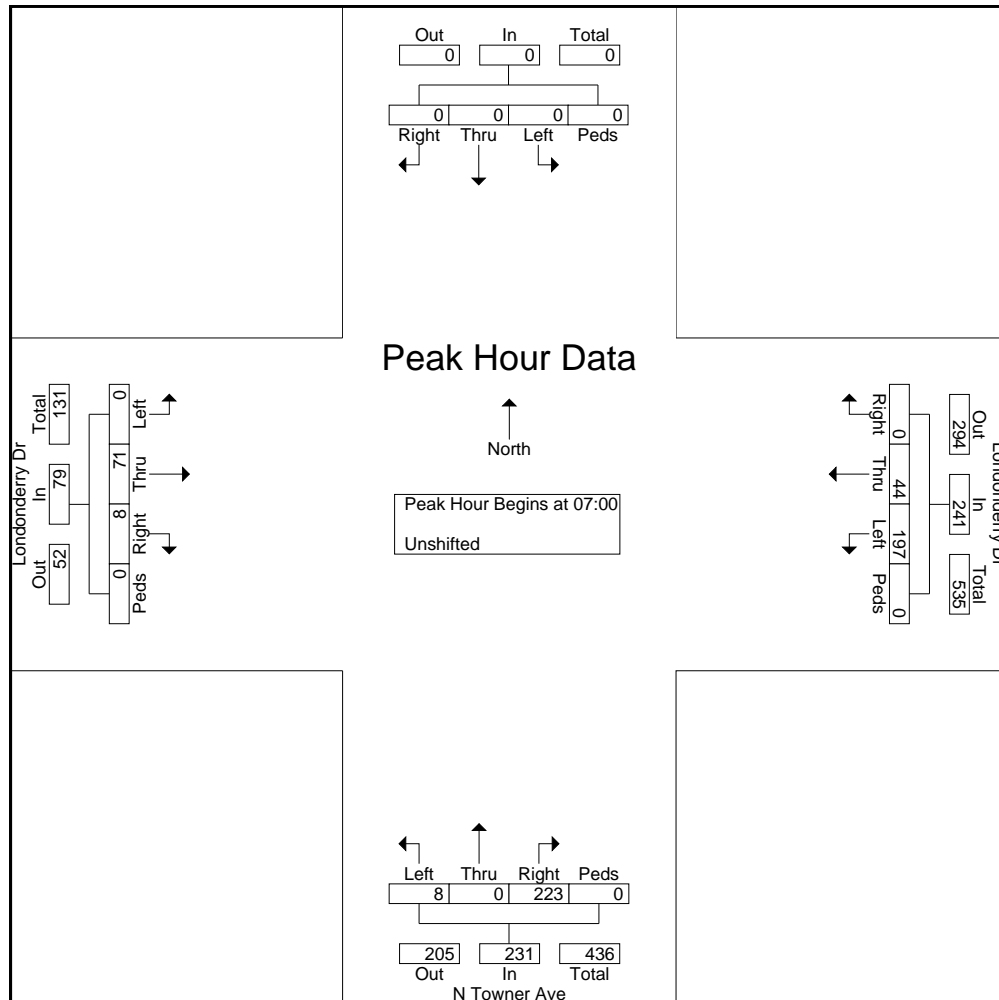 Out In Total
0 0 0
0 0 0 0
Right Thru Left Peds
Peak Hour Data
North
Peak Hour Begins at 07:00
Unshifted
Londonderry Dr
Total In Out
131 79 52
0 71 8 0
Left Thru Right Peds
Right Thru Left Peds
0 44 197 0
Out In Total
294 241 535
Londonderry Dr
Left Thru Right Peds
8 0 223 0
205 231 436
Out In Total
N Towner Ave